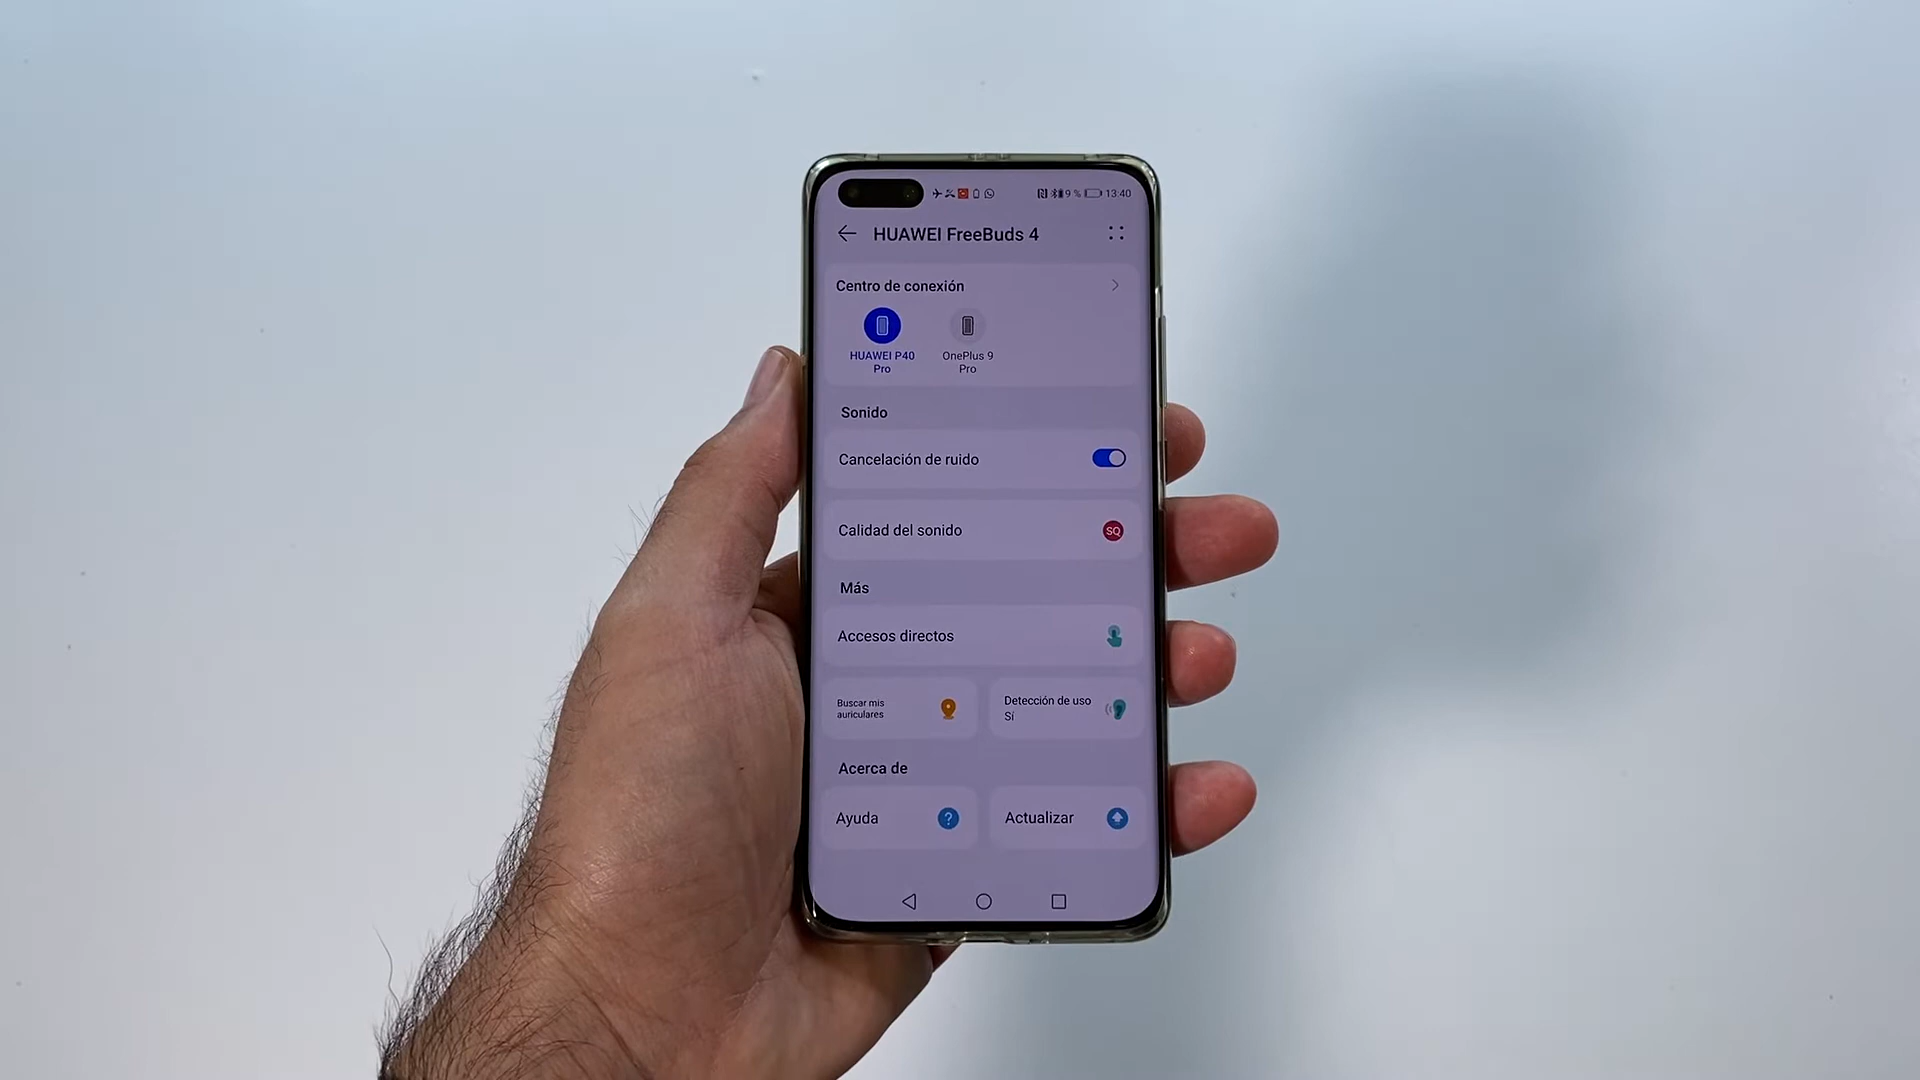 9 % 13:40
HUAWEI FreeBuds 4
Centro de conexión
HUAWEI P40
Pro
OnePlus 9
Pro
Sonido
Cancelación de ruido
Calidad del sonido
SQ
Más
Accesos directos
Buscar mis
auriculares
Detección de uso
Sí
Acerca de
Ayuda
?
Actualizar